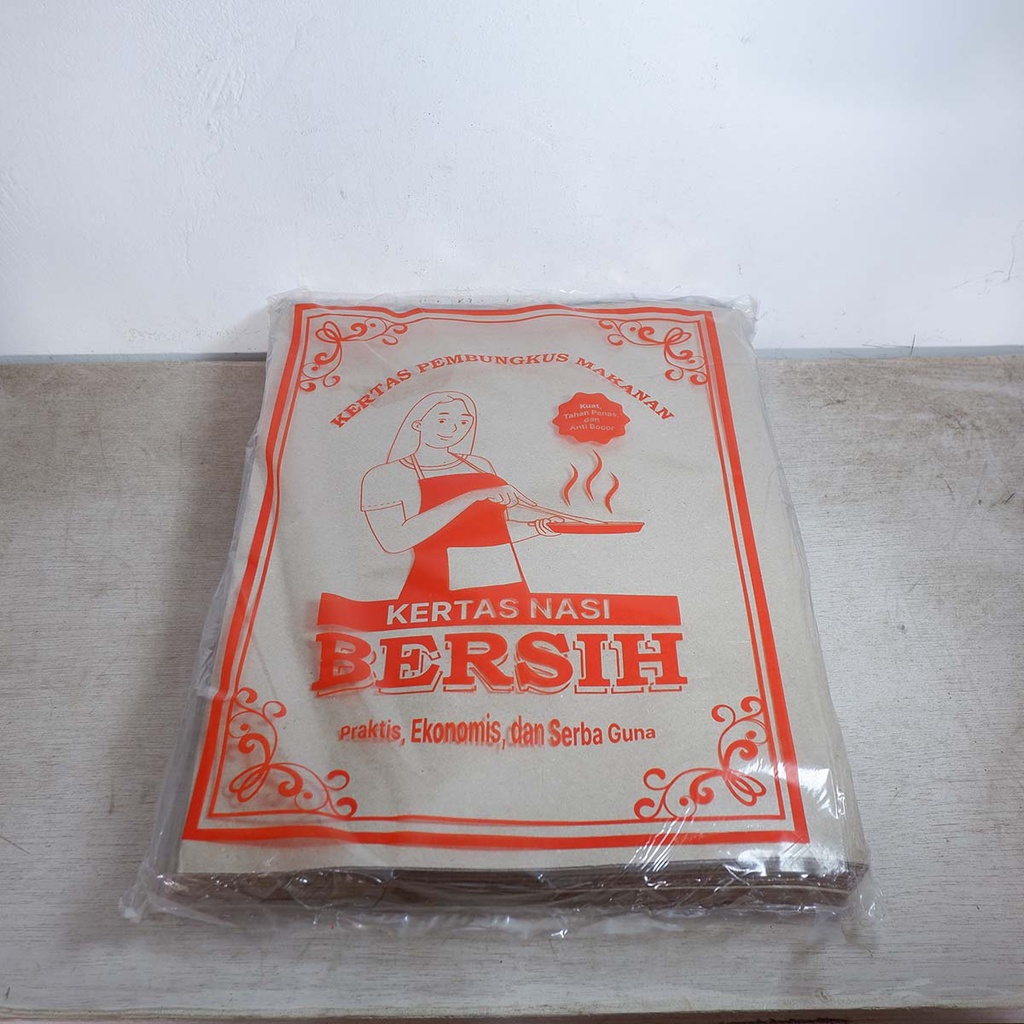 KERTAS PEMBUNGKUS MAKANAN
Kuat,
Tahan Panas,
dan
Anti Bocor
KERTAS NASI
BERSIH
Praktis, Ekonomis, dan Serba Guna